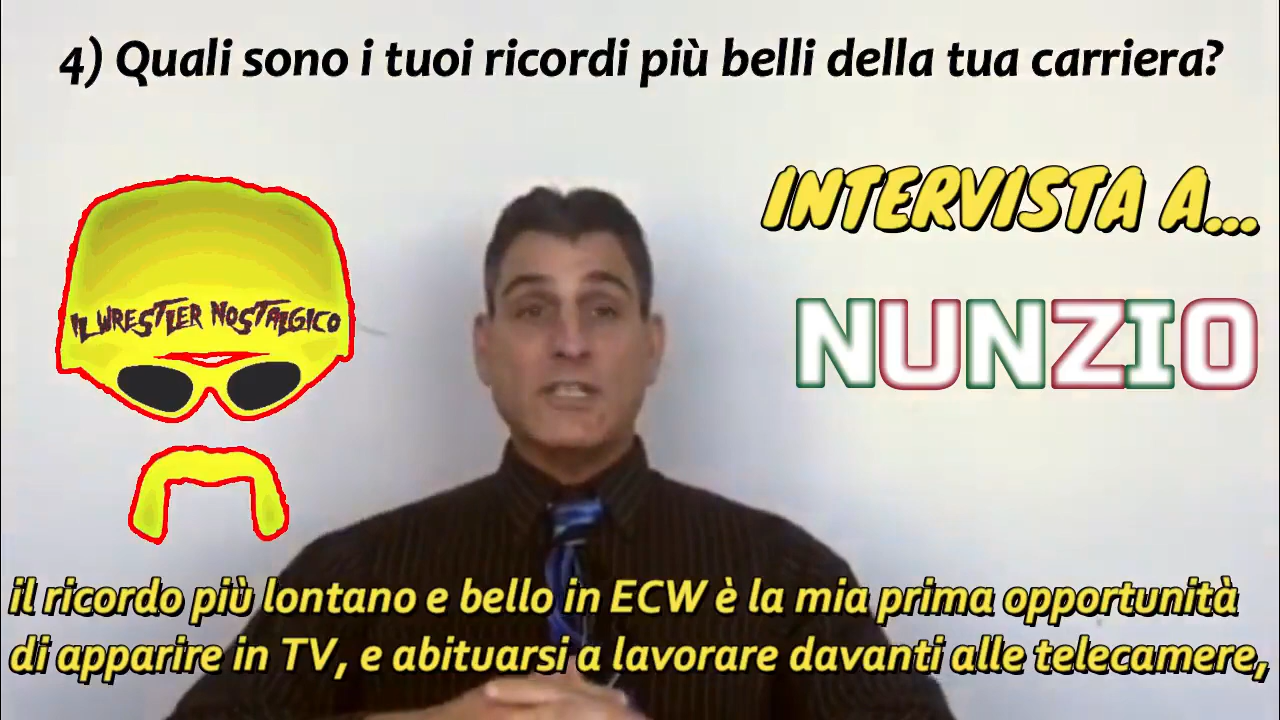 4) Quali sono i tuoi ricordi più belli della tua carriera?
INTERVISTA A...
NUNZIO
IL WRESTLER NOSTALGICO
il ricordo più lontano e bello in ECW è la mia prima opportunità
di apparire in TV, e abituarsi a lavorare davanti alle telecamere,